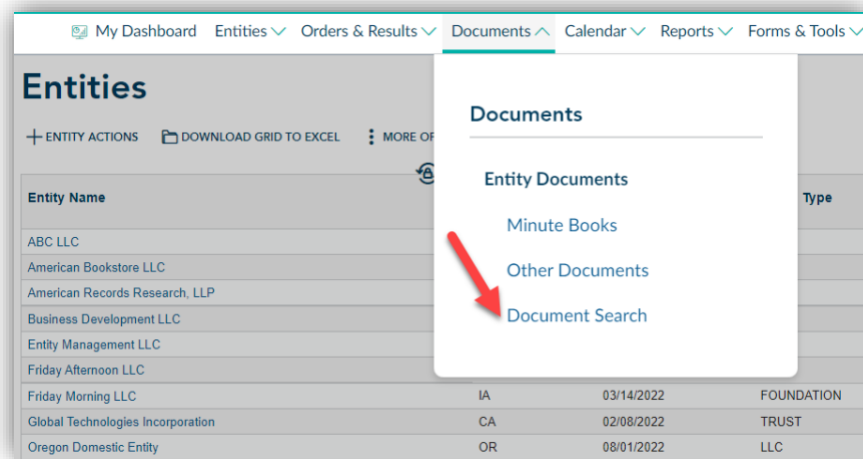 My Dashboard Entities Orders & Results Documents Calendar Reports Forms & Tools
Entities
ENTITY ACTIONS DOWNLOAD GRID TO EXCEL MORE OF
Entity Name Type
ABC LLC
American Bookstore LLC
American Records Research, LLP
Business Development LLC
Entity Management LLC
Friday Afternoon LLC
Friday Morning LLC IA 03/14/2022 FOUNDATION
Global Technologies Incorporation CA 02/08/2022 TRUST
Oregon Domestic Entity OR 08/01/2022 LLC
Documents
Entity Documents
Minute Books
Other Documents
Document Search